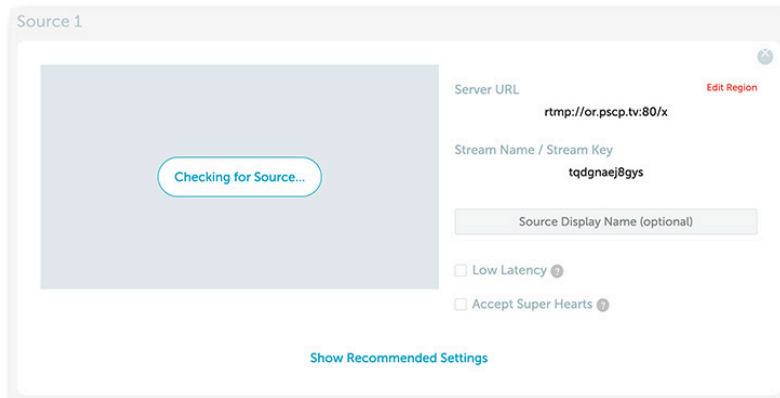 Source 1
Server URL
Edit Region
rtmp://or.pscp.tv:80/x
Stream Name / Stream Key
tqdgnaej8gys
Checking for Source...
Source Display Name (optional)
Low Latency ?
Accept Super Hearts ?
Show Recommended Settings